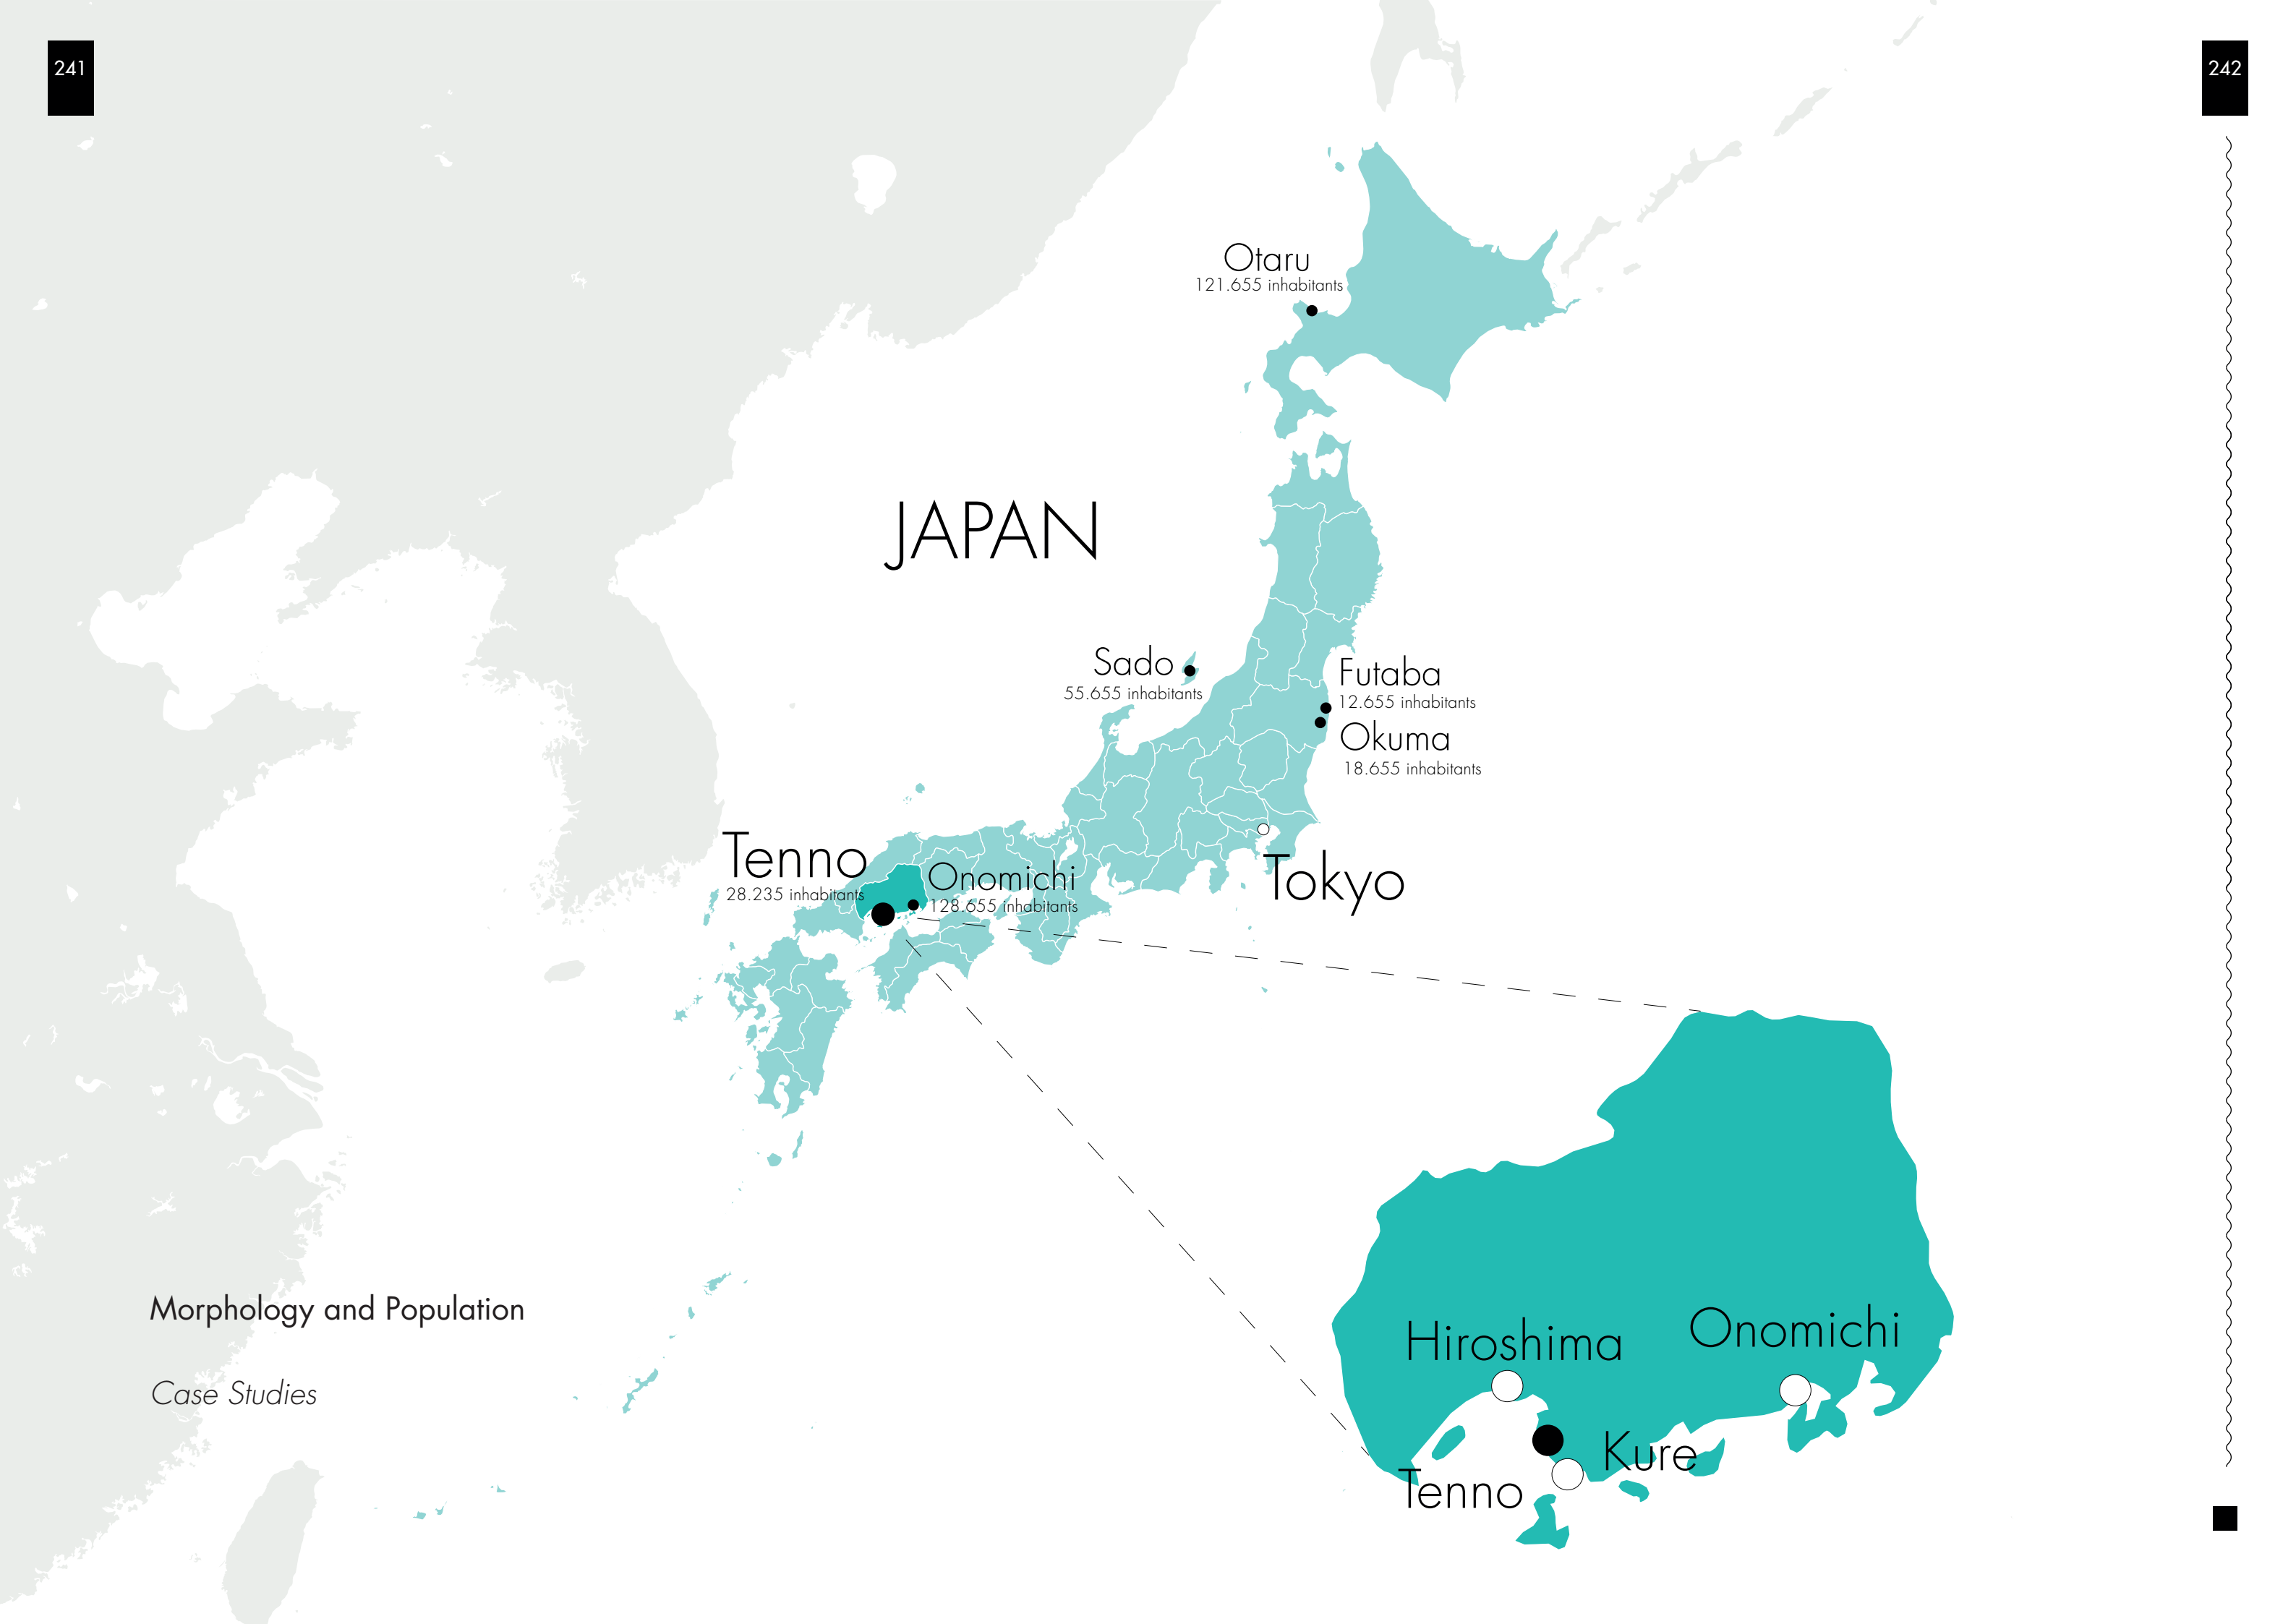 241
242
Otaru
121.655 inhabitants
JAPAN
Sado
55.655 inhabitants
Futaba
12.655 inhabitants
Okuma
18.655 inhabitants
Tenno
28.235 inhabitants
Onomichi
128.655 inhabitants
Tokyo
Morphology and Population
Case Studies
Hiroshima
Onomichi
Kure
Tenno